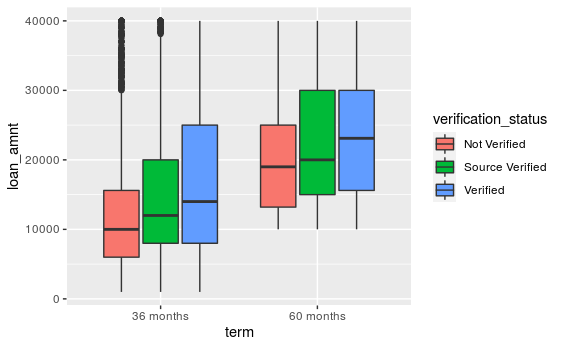 40000
30000
20000
10000
0
loan_amnt
36 months
60 months
term
verification_status
Not Verified
Source Verified
Verified